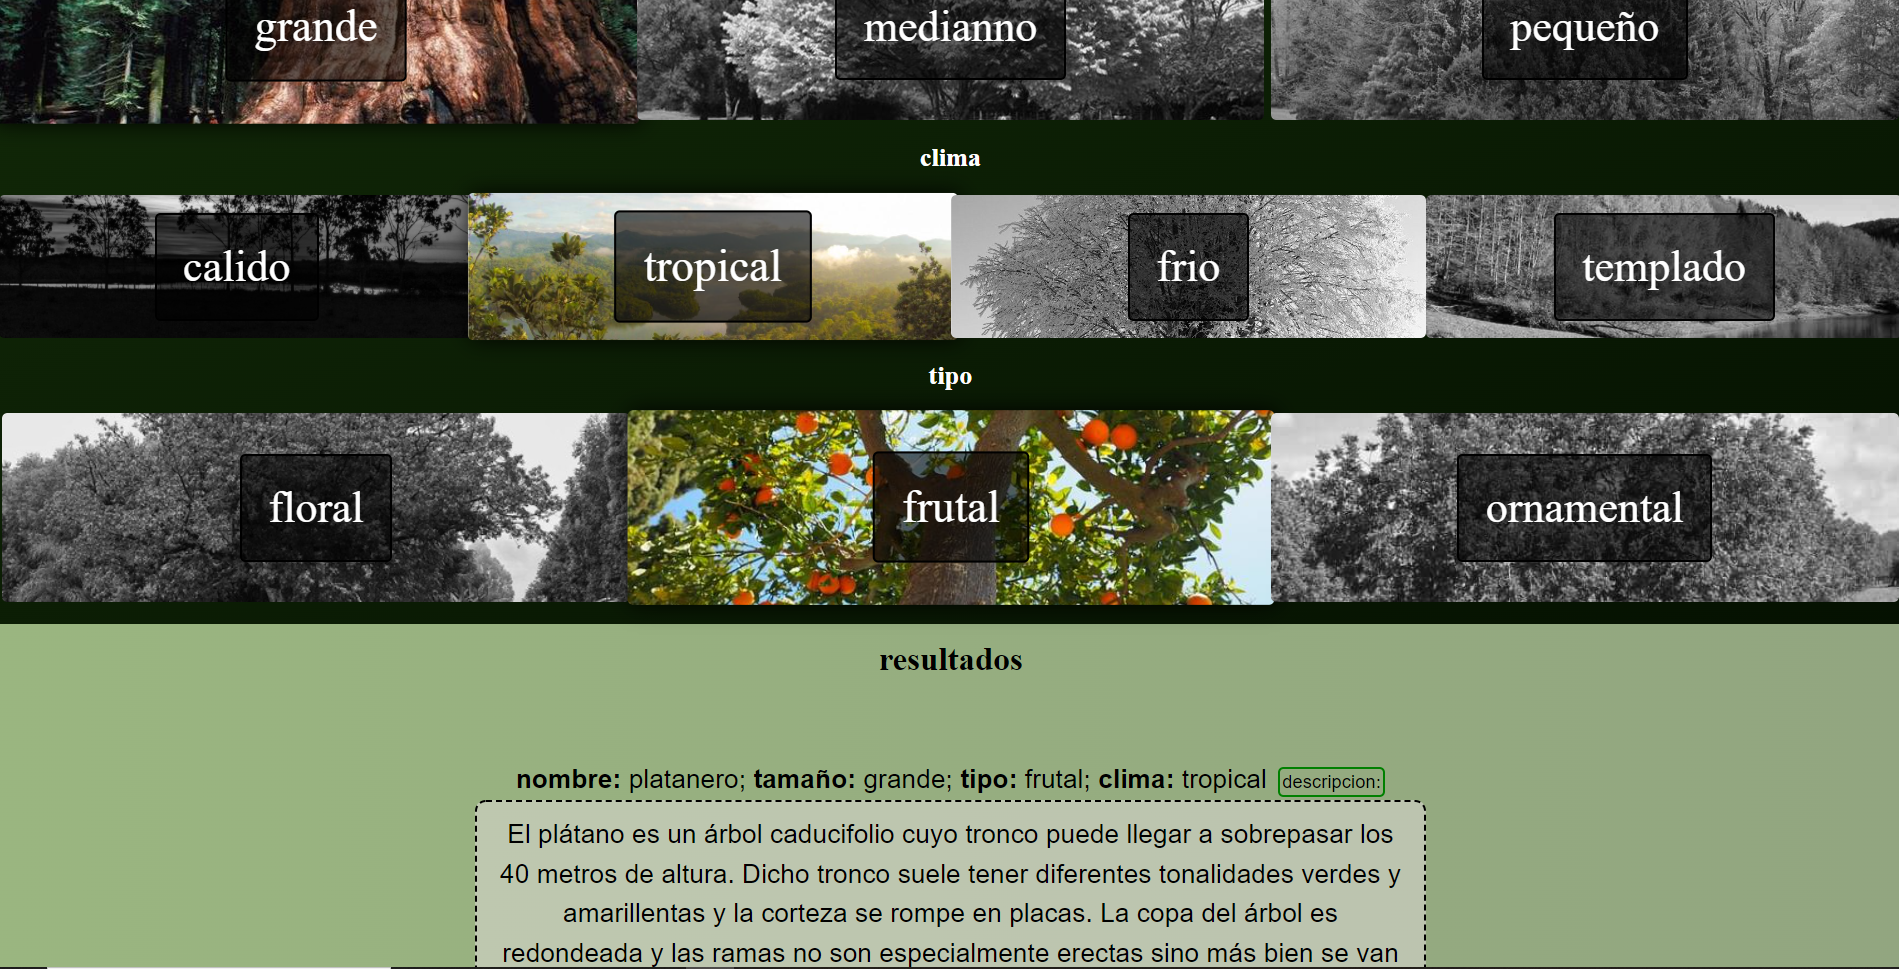 grande medianno pequeño
clima
calido tropical frio templado
tipo
floral frutal ornamental
resultados
nombre: platanero; tamaño: grande; tipo: frutal; clima: tropical descripcion:
El plátano es un árbol caducifolio cuyo tronco puede llegar a sobrepasar los
40 metros de altura. Dicho tronco suele tener diferentes tonalidades verdes y
amarillentas y la corteza se rompe en placas. La copa del árbol es
redondeada y las ramas no son especialmente erectas sino más bien se van